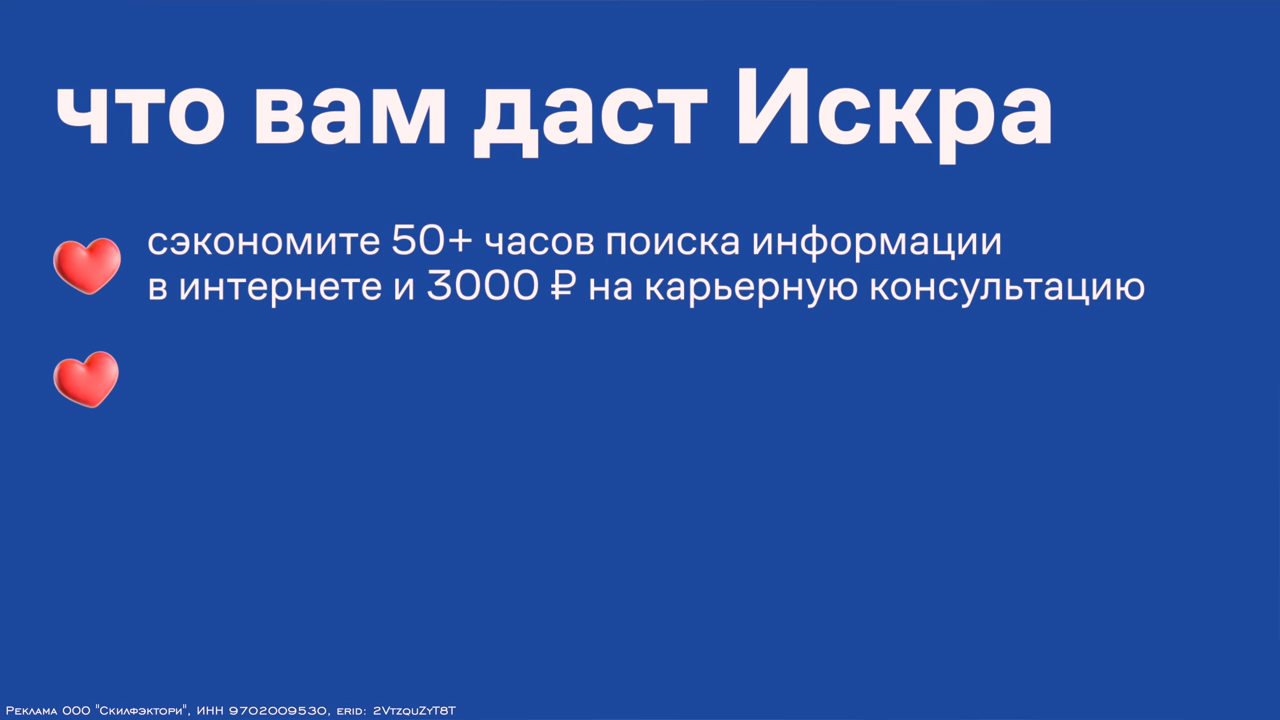 что вам даст Искра
сэкономите 50+ часов поиска информации
в интернете и 3000 ₽ на карьерную консультацию
Реклама ООО "Скилфэктори", ИНН 9702009530, erid: 2VtzquZyT8T